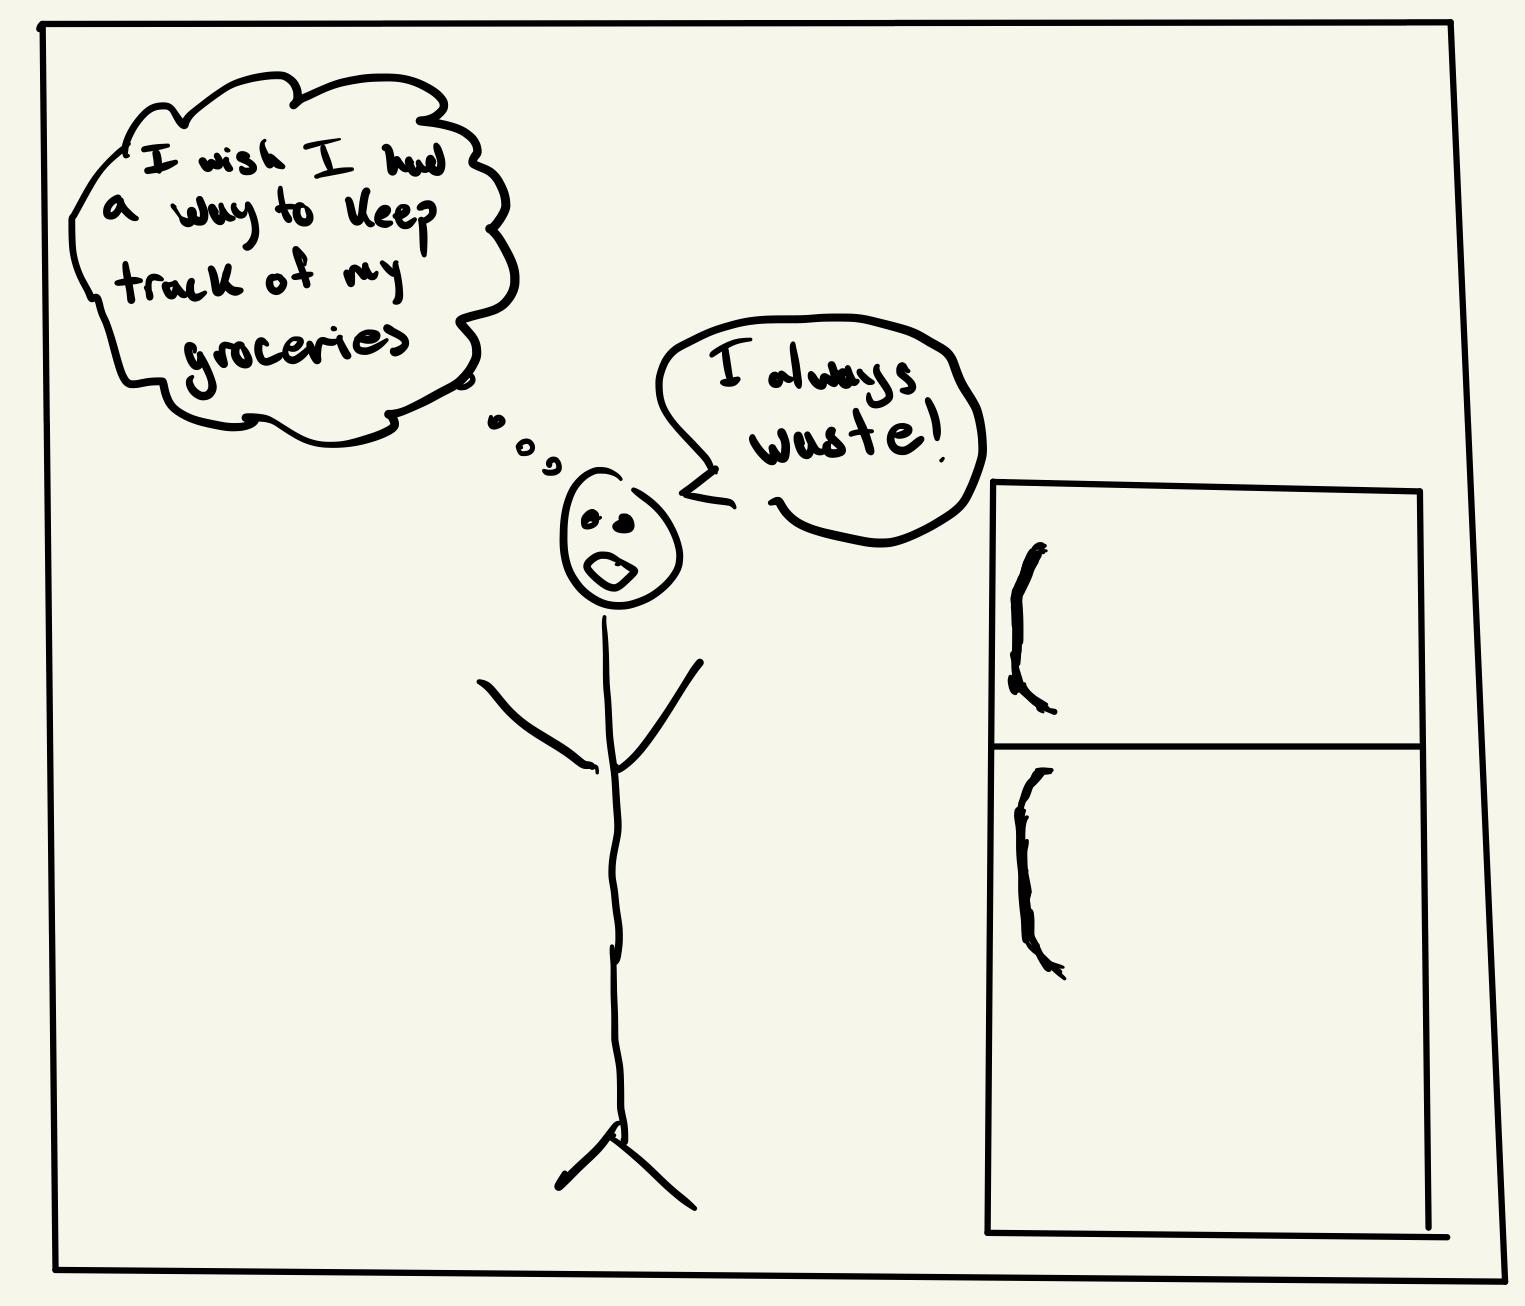 I wish I had
a way to keep
track of my
groceries
I always
waste!